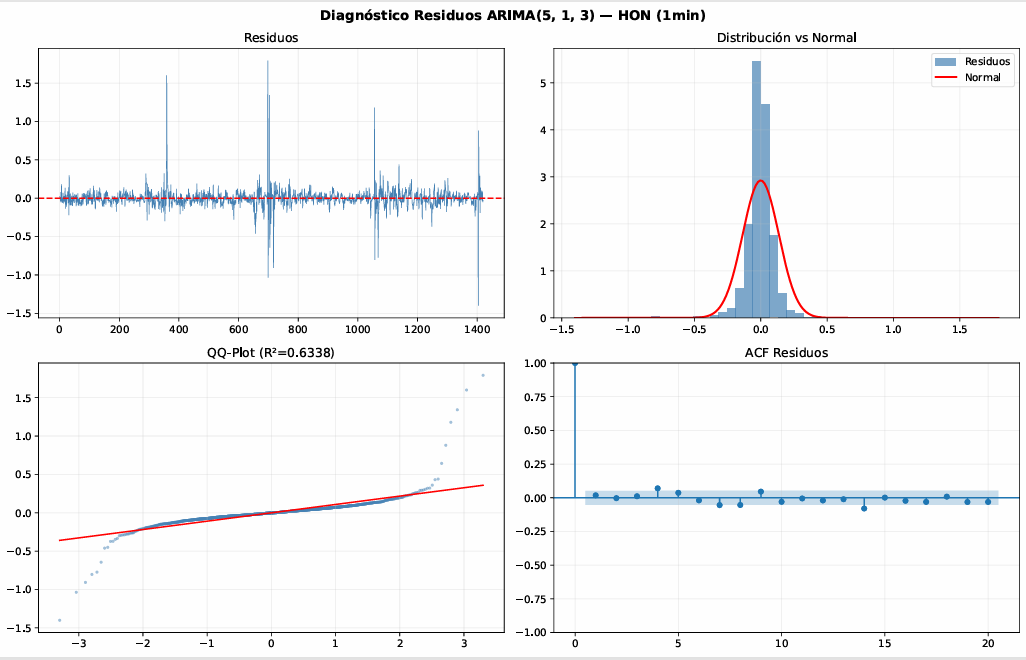 Diagnóstico Residuos ARIMA(5, 1, 3) — HON (1min)
Residuos
1.5
1.0
0.5
0.0
−0.5
−1.0
−1.5
0 200 400 600 800 1000 1200 1400
Distribución vs Normal
Residuos
Normal
5
4
3
2
1
0
−1.5 −1.0 −0.5 0.0 0.5 1.0 1.5
QQ-Plot (R²=0.6338)
1.5
1.0
0.5
0.0
−0.5
−1.0
−1.5
−3 −2 −1 0 1 2 3
ACF Residuos
1.00
0.75
0.50
0.25
0.00
−0.25
−0.50
−0.75
−1.00
0 5 10 15 20